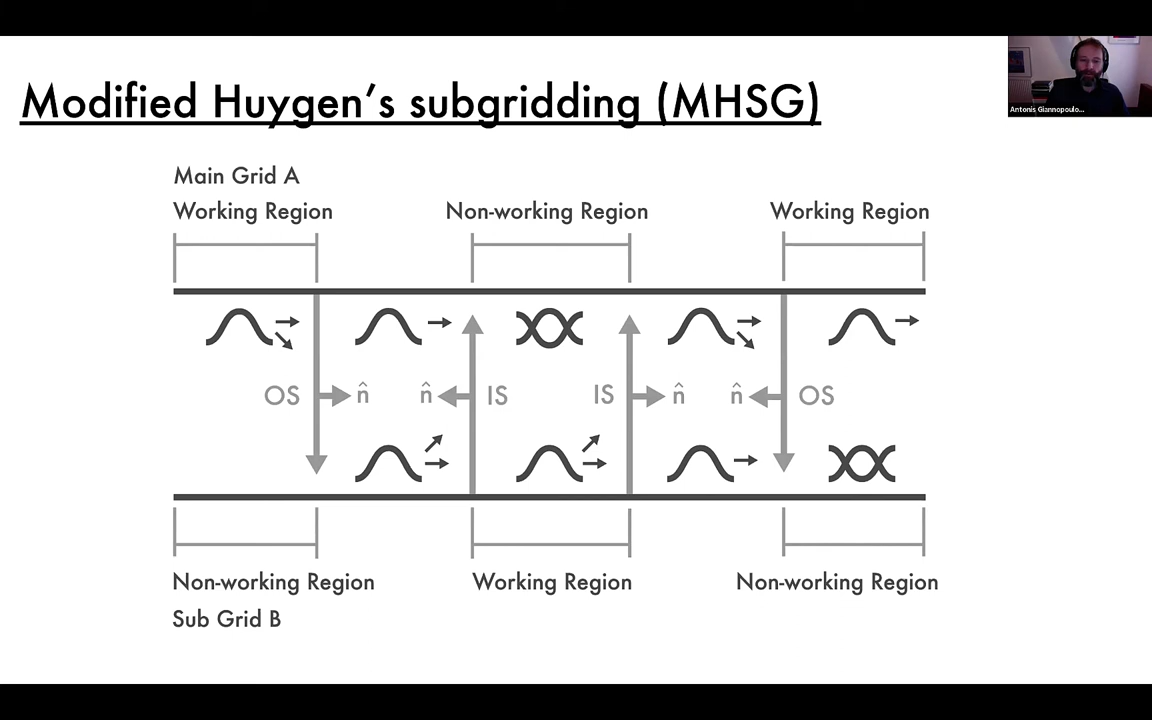 Modified Huygen's subgridding (MHSG)
Antonis Giannopoulo...
Main Grid A
Working Region Non-working Region Working Region
OS n̂ n̂ IS IS n̂ n̂ OS
Non-working Region Working Region Non-working Region
Sub Grid B